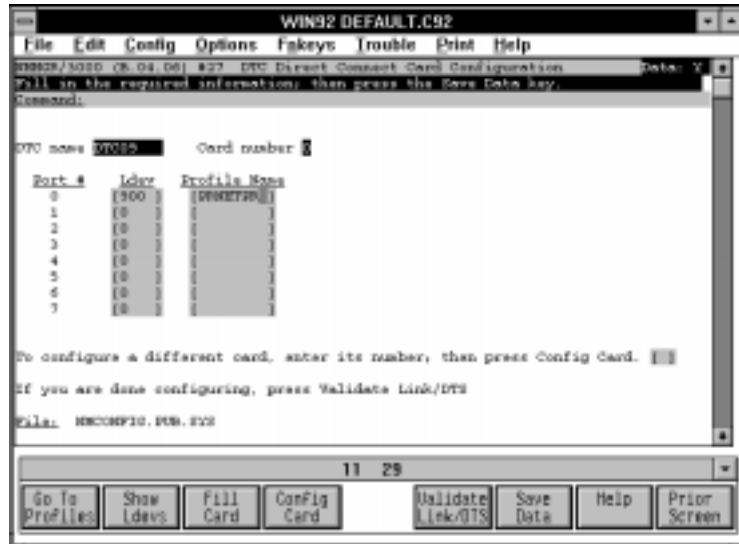 WIN92 DEFAULT.C92
File Edit Config Options Fnkeys Trouble Print Help
NMMGR/3000 (B.04.06) #27 DTC Direct Connect Card Configuration Data: Y
Fill in the required information; then press the Save Data key.
Command:
DTC name DTC09 Card number 0
Port # Ldev Profile Name
0 [900 ] [PRNETPR ]
1 [0 ] [ ]
2 [0 ] [ ]
3 [0 ] [ ]
4 [0 ] [ ]
5 [0 ] [ ]
6 [0 ] [ ]
7 [0 ] [ ]
To configure a different card, enter its number; then press Config Card. [ ]
If you are done configuring, press Validate Link/DTS
File: NMCONFIG.PUB.SYS
11 29
Go To Profiles Show Ldevs Fill Card Config Card Validate Link/DTS Save Data Help Prior Screen